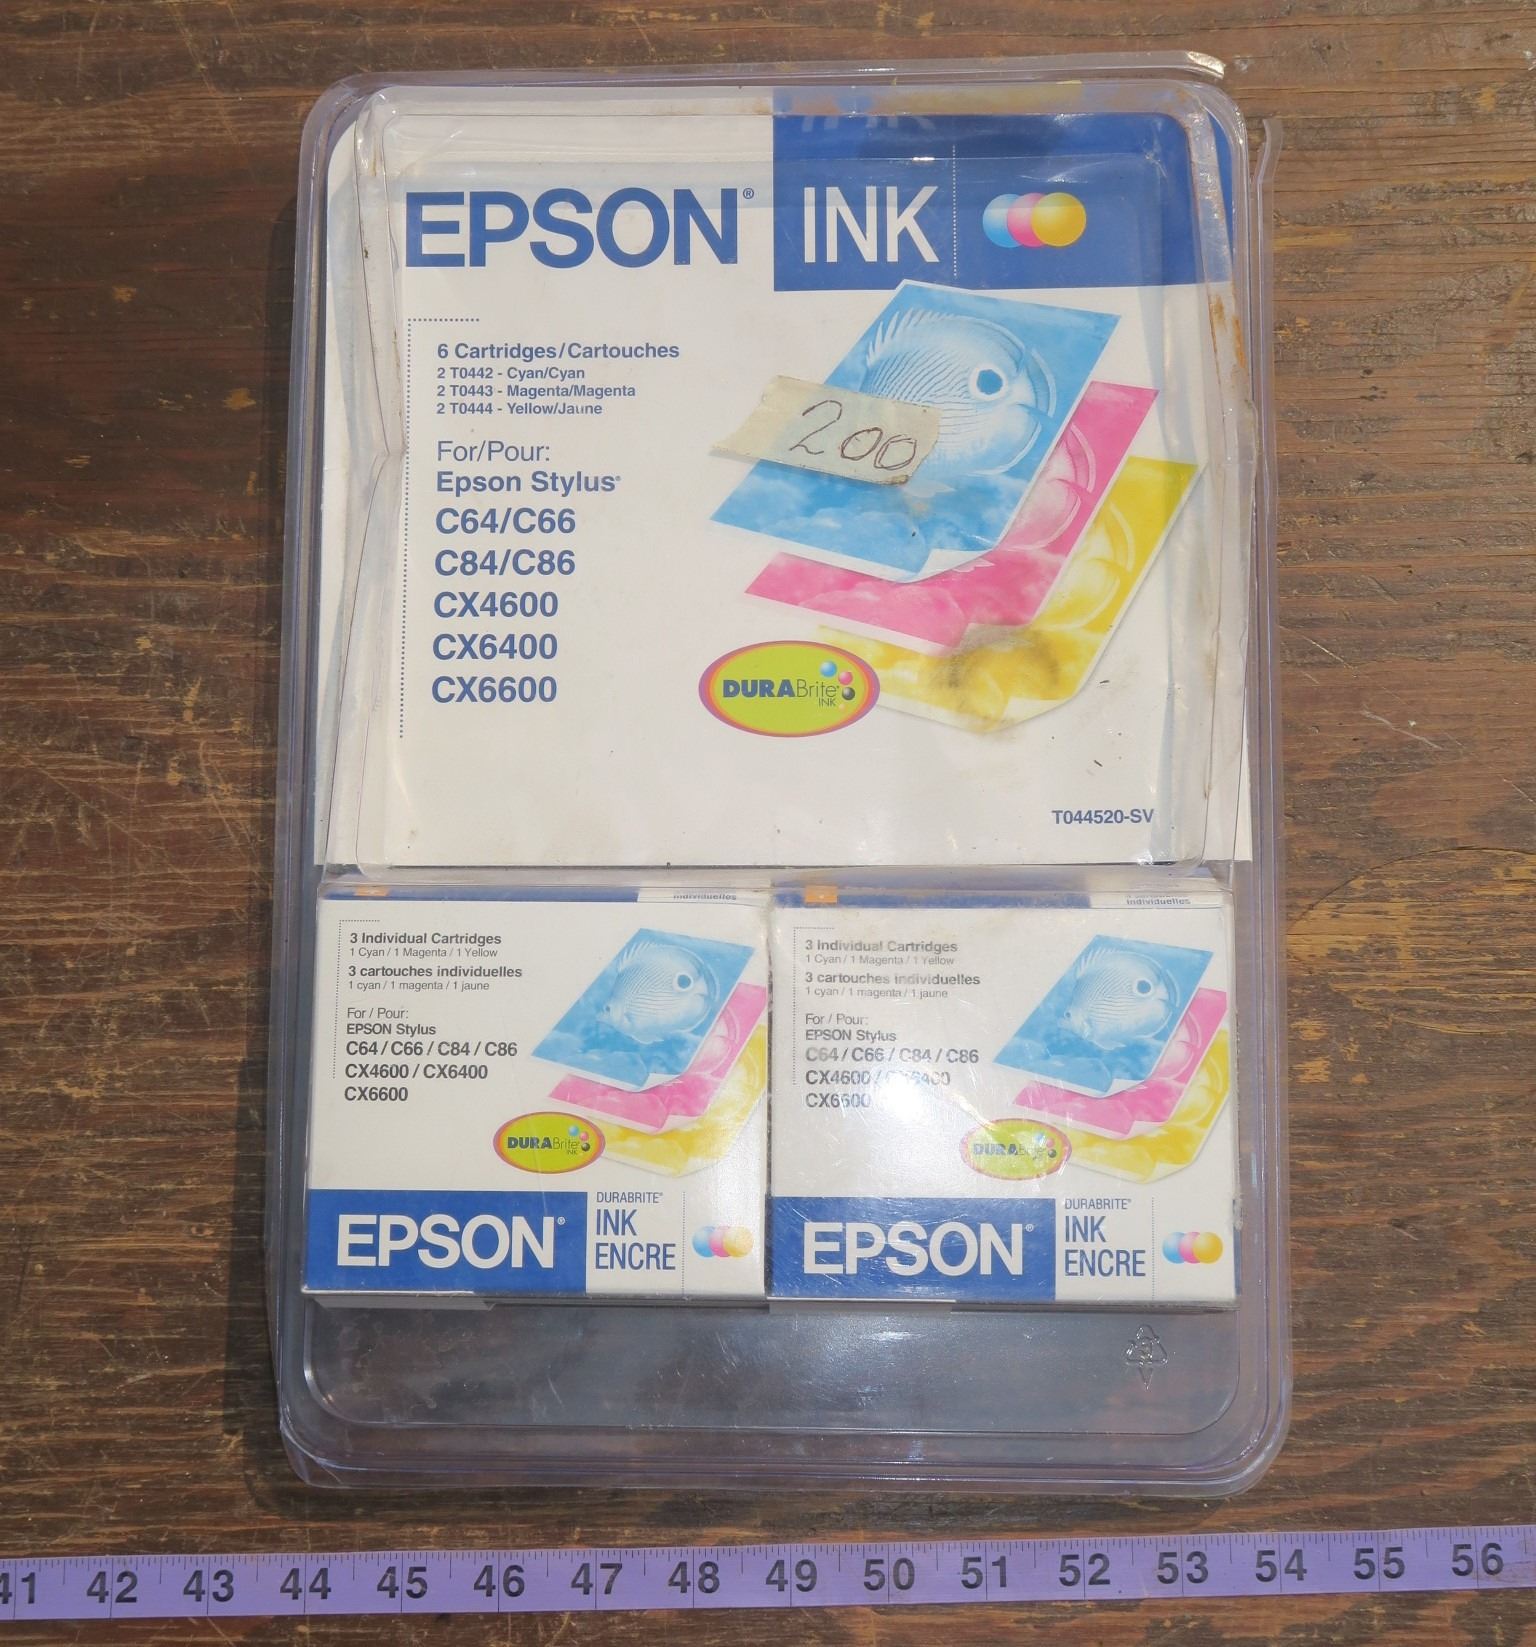 EPSON® INK
6 Cartridges/Cartouches
2 T0442 - Cyan/Cyan
2 T0443 - Magenta/Magenta
2 T0444 - Yellow/Jaune
200
For/Pour:
Epson Stylus®
C64/C66
C84/C86
CX4600
CX6400
CX6600
DURABrite®
INK
T044520-SV
individuelles
3 Individual Cartridges
1 Cyan / 1 Magenta / 1 Yellow
3 cartouches individuelles
1 cyan / 1 magenta / 1 jaune
For / Pour:
EPSON Stylus
C64 / C66 / C84 / C86
CX4600 / CX6400
CX6600
DURABrite®
INK
EPSON®
DURABRITE®
INK
ENCRE
individuelles
3 Individual Cartridges
1 Cyan / 1 Magenta / 1 Yellow
3 cartouches individuelles
1 cyan / 1 magenta / 1 jaune
For / Pour:
EPSON Stylus
C64 / C66 / C84 / C86
CX4600 / CX6400
CX6600
DURABrite
EPSON®
DURABRITE®
INK
ENCRE
41 42 43 44 45 46 47 48 49 50 51 52 53 54 55 56